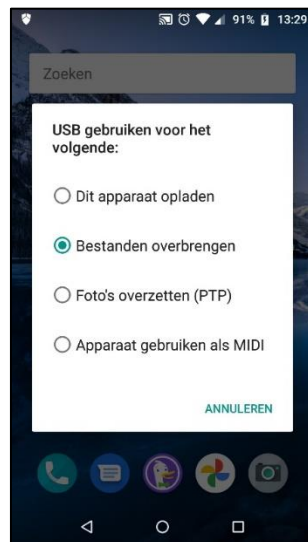 91% 13:29
Zoeken
USB gebruiken voor het
volgende:
Dit apparaat opladen
Bestanden overbrengen
Foto's overzetten (PTP)
Apparaat gebruiken als MIDI
ANNULEREN